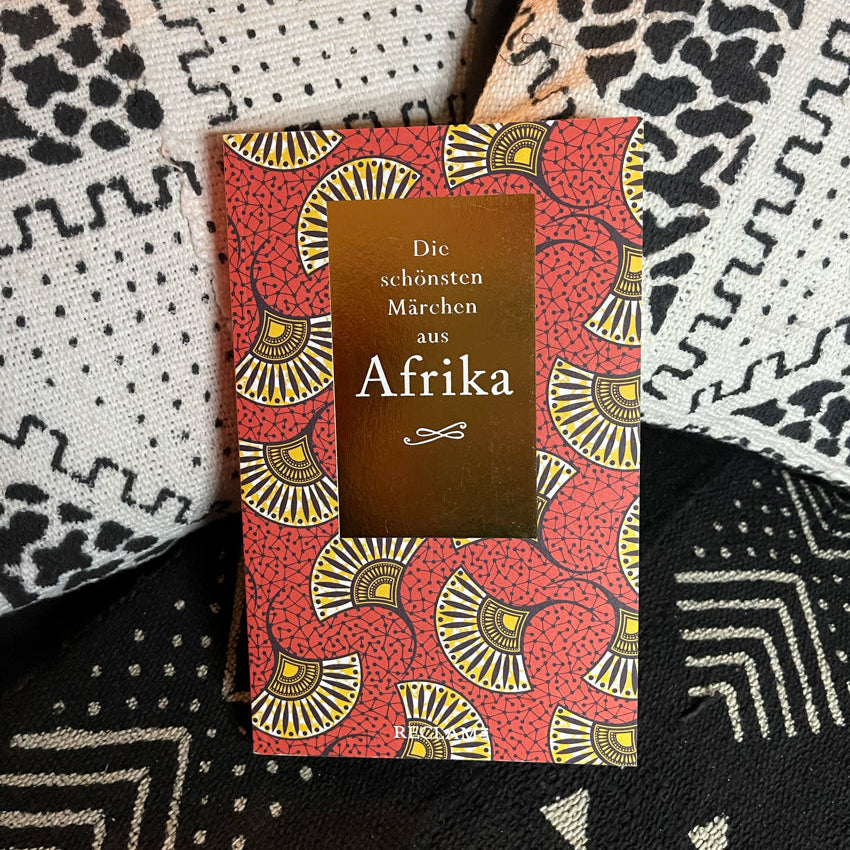 Die
schönsten
Märchen
aus
Afrika
RECLAM